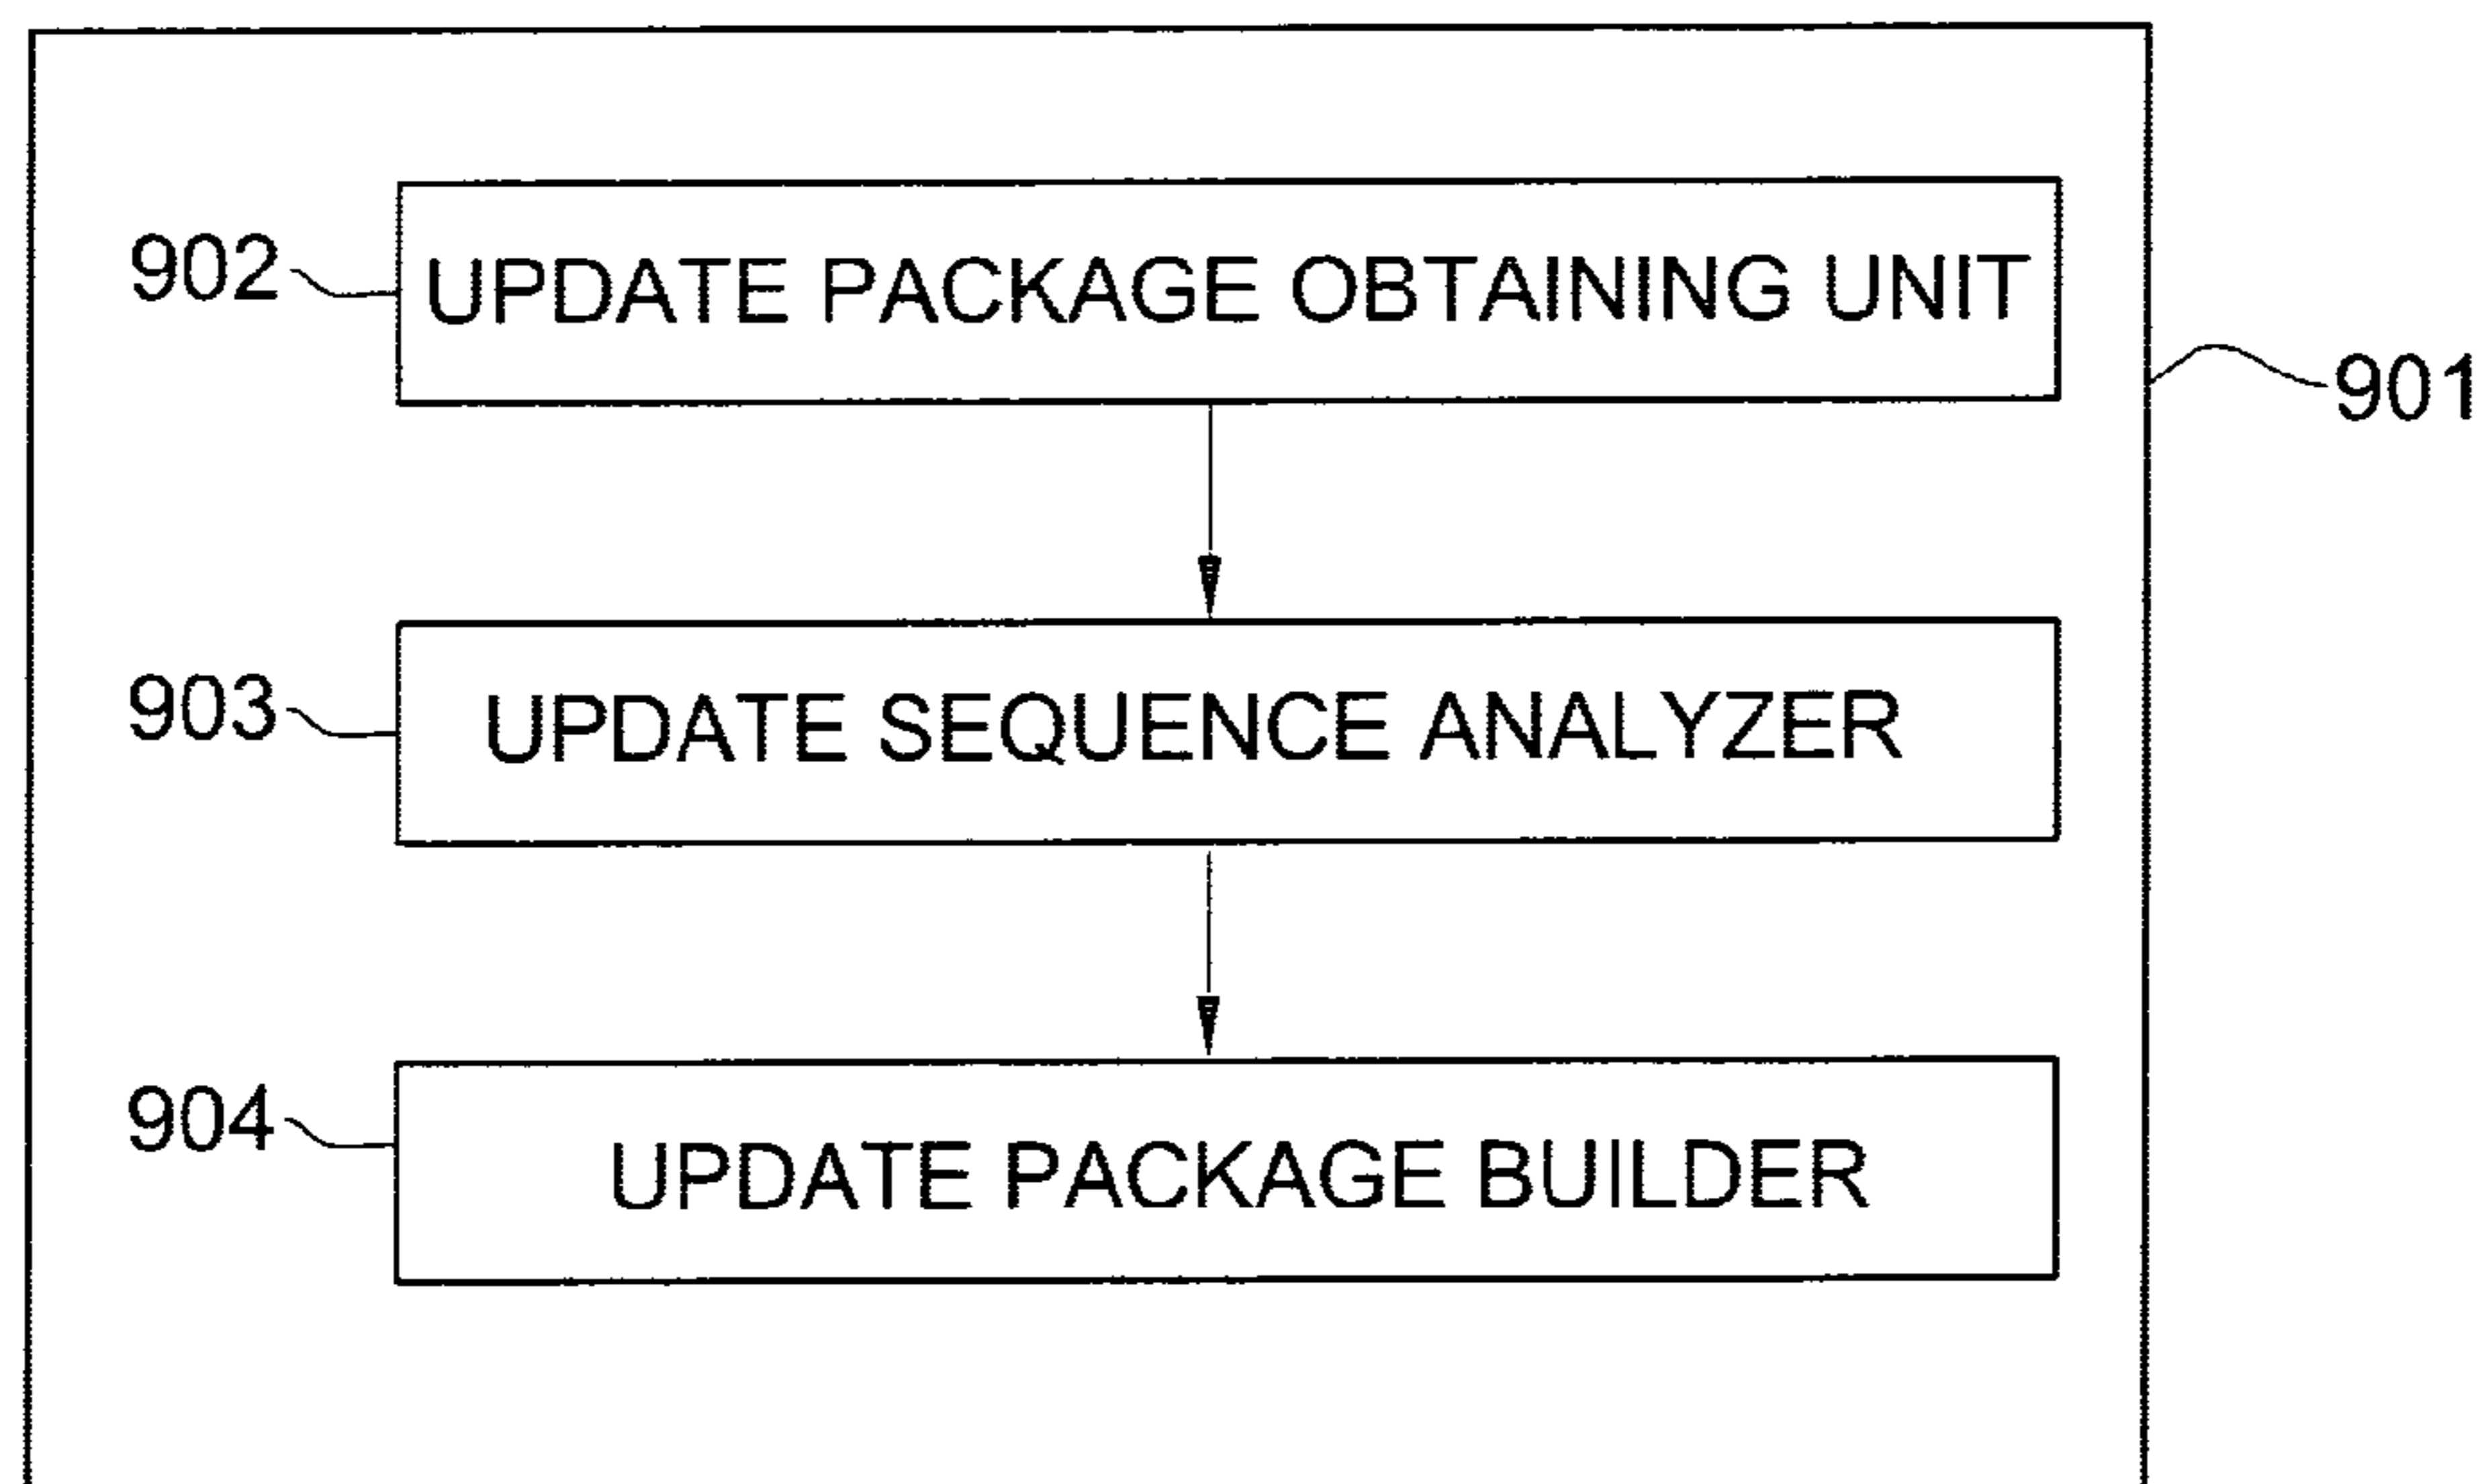 902
UPDATE PACKAGE OBTAINING UNIT
901
903
UPDATE SEQUENCE ANALYZER
904
UPDATE PACKAGE BUILDER